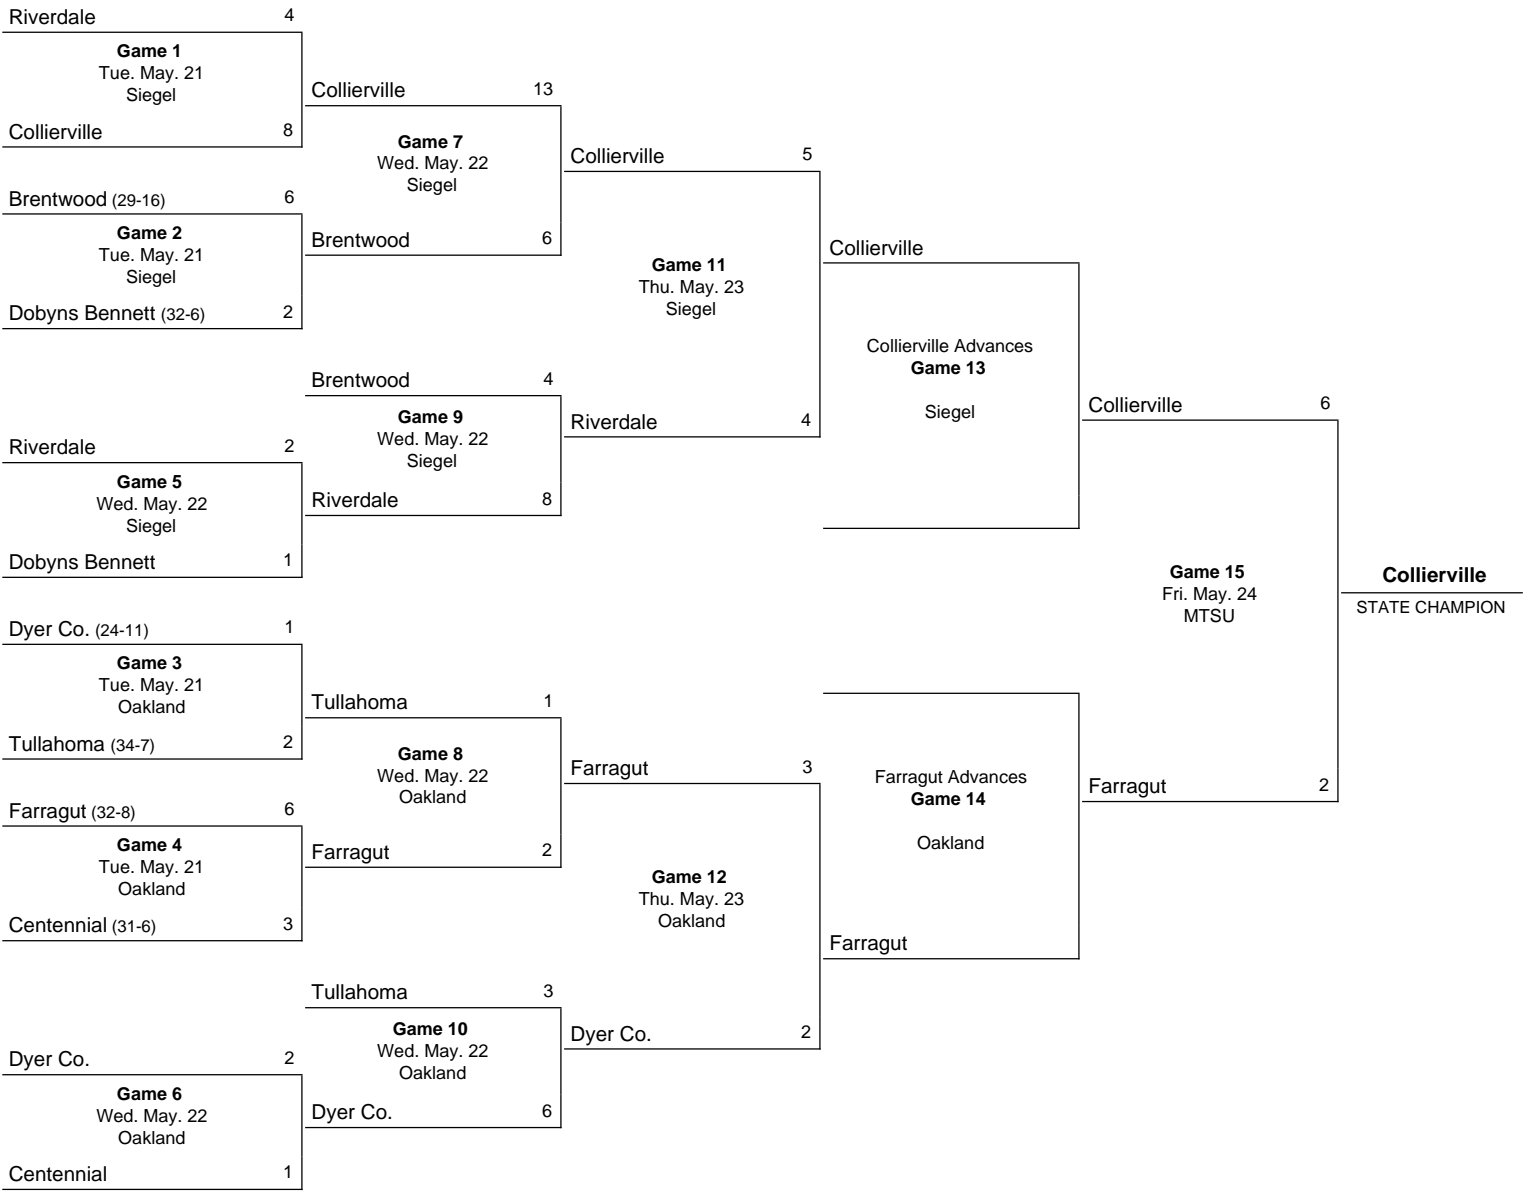 Riverdale 4
Game 1
Tue. May. 21
Siegel
Collierville 8
Brentwood (29-16) 6
Game 2
Tue. May. 21
Siegel
Dobyns Bennett (32-6) 2
Riverdale 2
Game 5
Wed. May. 22
Siegel
Dobyns Bennett 1
Dyer Co. (24-11) 1
Game 3
Tue. May. 21
Oakland
Tullahoma (34-7) 2
Farragut (32-8) 6
Game 4
Tue. May. 21
Oakland
Centennial (31-6) 3
Dyer Co. 2
Game 6
Wed. May. 22
Oakland
Centennial 1
Collierville 13
Game 7
Wed. May. 22
Siegel
Brentwood 6
Brentwood 4
Game 9
Wed. May. 22
Siegel
Riverdale 8
Tullahoma 1
Game 8
Wed. May. 22
Oakland
Farragut 2
Tullahoma 3
Game 10
Wed. May. 22
Oakland
Dyer Co. 6
Collierville 5
Game 11
Thu. May. 23
Siegel
Riverdale 4
Farragut 3
Game 12
Thu. May. 23
Oakland
Dyer Co. 2
Collierville
Collierville Advances
Game 13
Siegel
Farragut Advances
Game 14
Oakland
Farragut
Collierville 6
Game 15
Fri. May. 24
MTSU
Farragut 2
Collierville
STATE CHAMPION